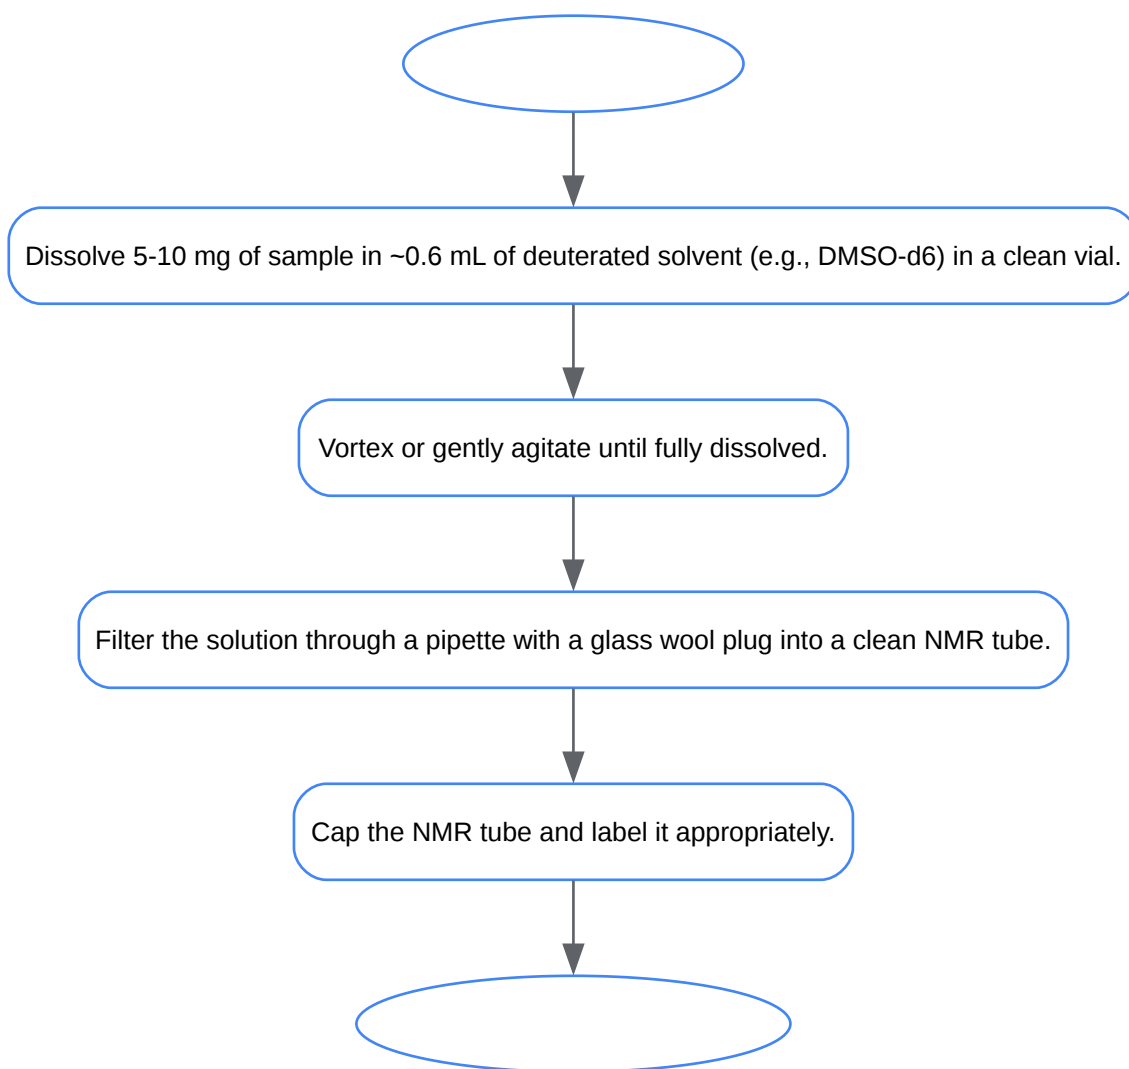 Dissolve 5-10 mg of sample in ~0.6 mL of deuterated solvent (e.g., DMSO-d6) in a clean vial.
Vortex or gently agitate until fully dissolved.
Filter the solution through a pipette with a glass wool plug into a clean NMR tube.
Cap the NMR tube and label it appropriately.